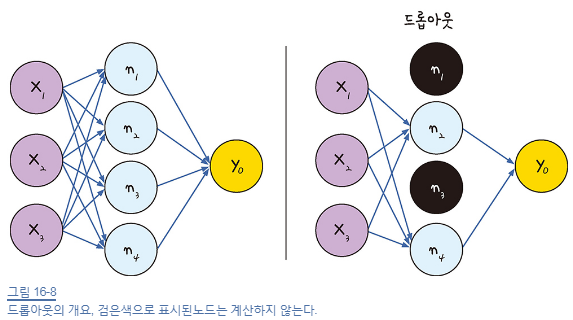 드롭아웃
X₁
X₂
X₃
n₁
n₂
n₃
n₄
y₀
X₁
X₂
X₃
n₁
n₂
n₃
n₄
y₀
그림 16-8
드롭아웃의 개요, 검은색으로 표시된노드는 계산하지 않는다.